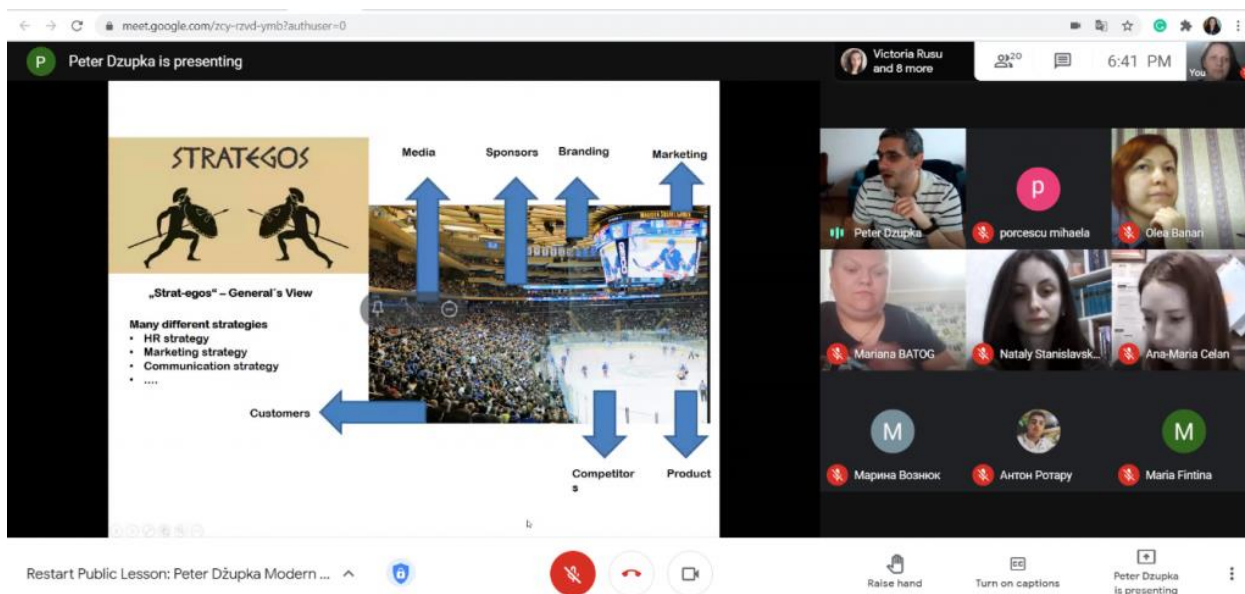 meet.google.com/zcy-rzvd-ymb?authuser=0
P Peter Dzupka is presenting
Victoria Rusu
and 8 more
20
6:41 PM
You
STRATEGOS
„Strat-egos“ – General´s View
Many different strategies
• HR strategy
• Marketing strategy
• Communication strategy
• ....
Media
Sponsors
Branding
Marketing
Customers
Competitor
s
Product
Peter Dzupka
p
porcescu mihaela
Olea Banari
Mariana BATOG
Nataly Stanislavsk...
Ana-Maria Celan
M
Марина Вознюк
Антон Ротару
M
Maria Fintina
Restart Public Lesson: Peter Džupka Modern ...
CC
Raise hand
Turn on captions
Peter Dzupka
is presenting